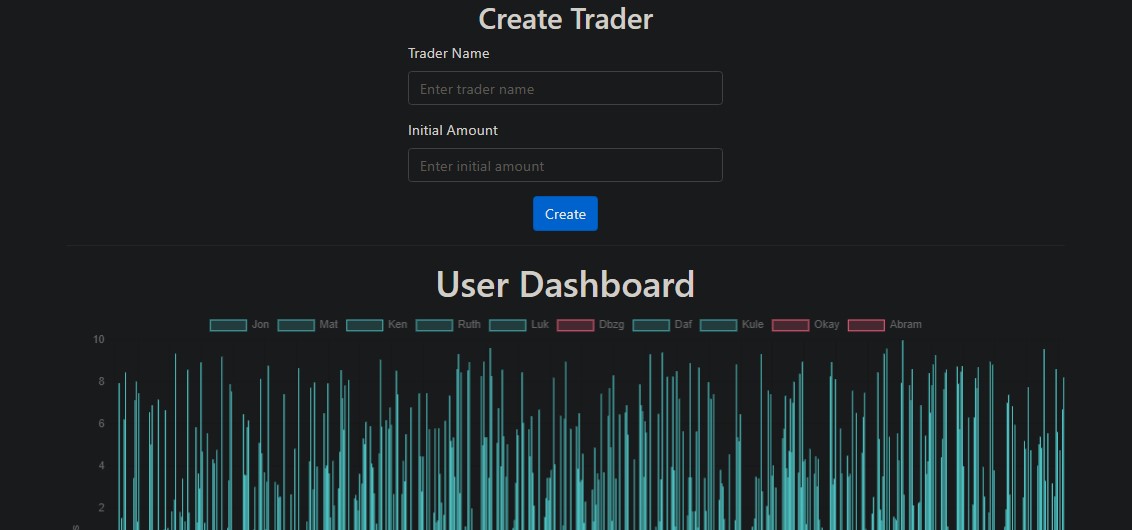 Create Trader
Trader Name
Enter trader name
Initial Amount
Enter initial amount
Create
User Dashboard
Jon Mat Ken Ruth Luk Dbzg Daf Kule Okay Abram
10
8
6
4
2